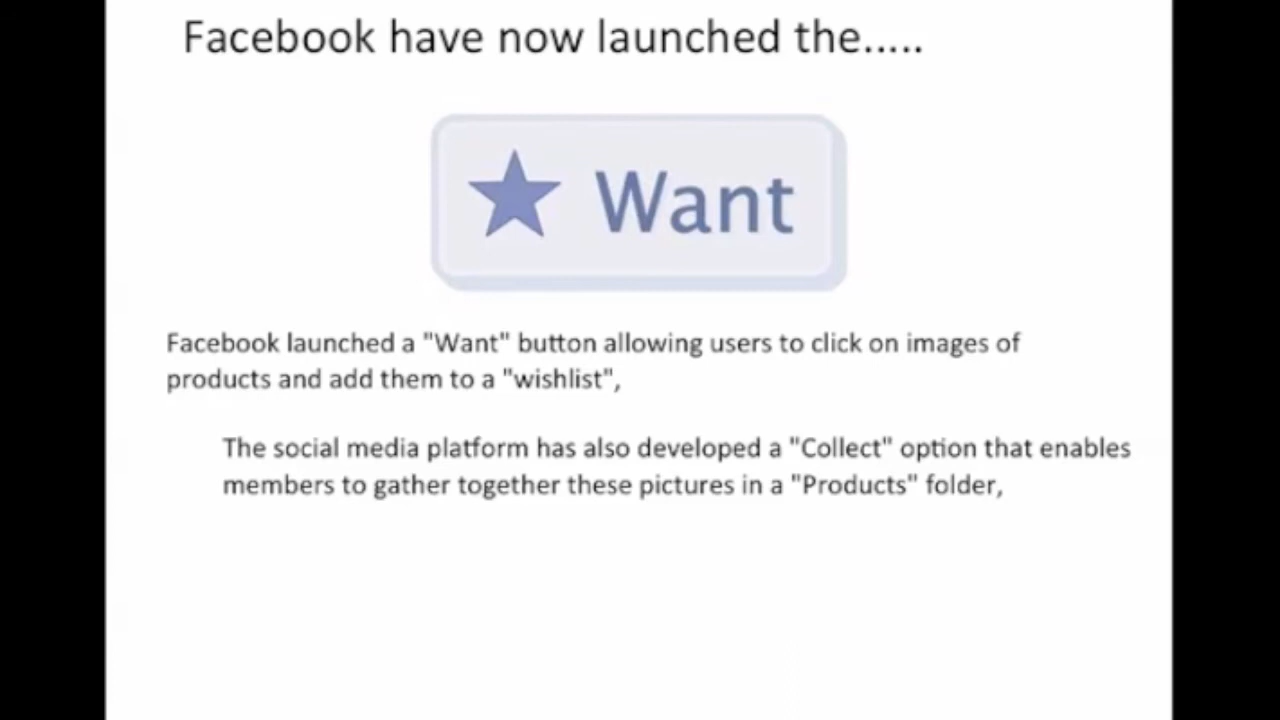 Facebook have now launched the.....
Want
Facebook launched a "Want" button allowing users to click on images of
products and add them to a "wishlist",
The social media platform has also developed a "Collect" option that enables
members to gather together these pictures in a "Products" folder,